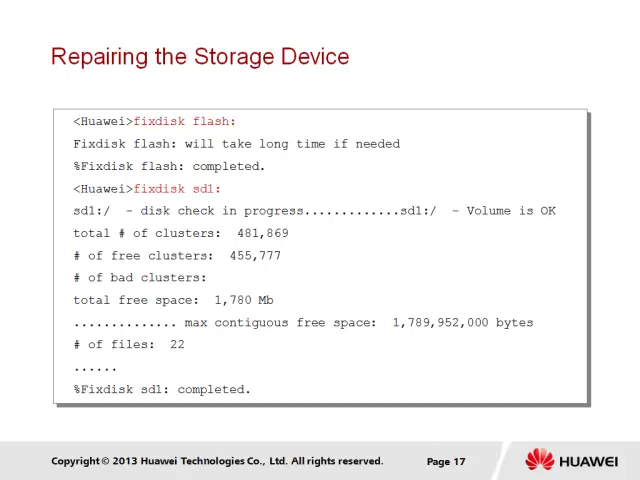 Repairing the Storage Device
<Huawei>fixdisk flash:
Fixdisk flash: will take long time if needed
%Fixdisk flash: completed.
<Huawei>fixdisk sd1:
sd1:/  - disk check in progress.............sd1:/  - Volume is OK
total # of clusters:  481,869
# of free clusters:  455,777
# of bad clusters:
total free space:  1,780 Mb
.............. max contiguous free space:  1,789,952,000 bytes
# of files:  22
......
%Fixdisk sd1: completed.
Copyright © 2013 Huawei Technologies Co., Ltd. All rights reserved.
Page 17
HUAWEI